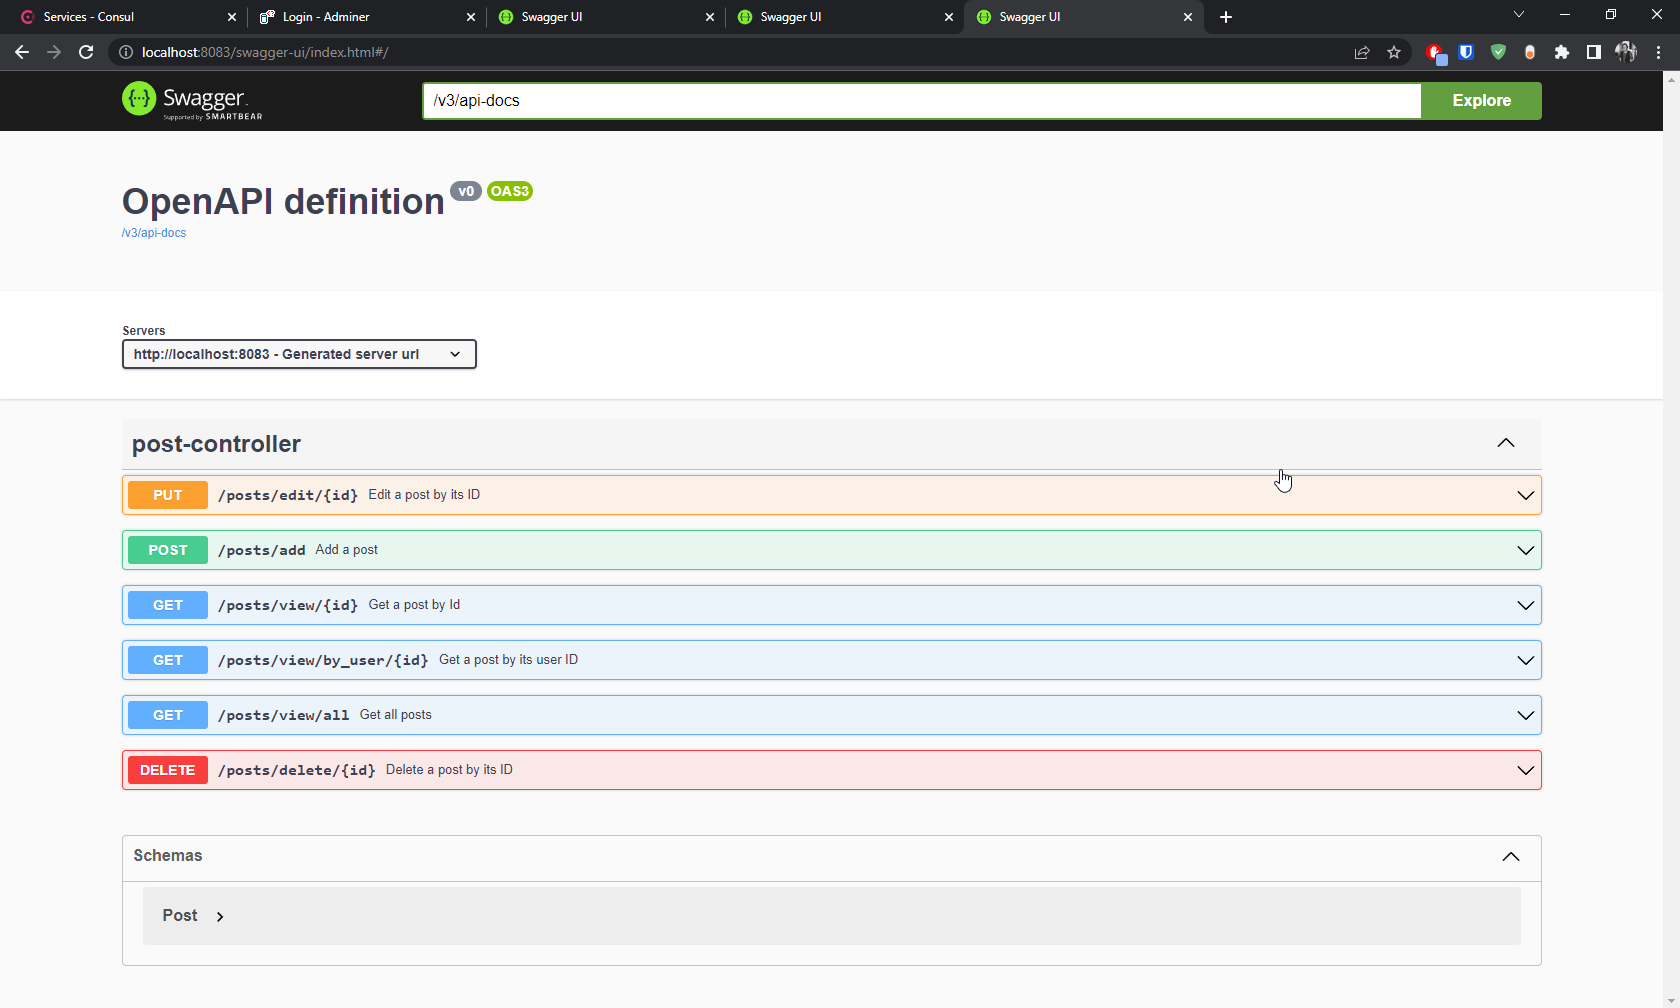 Services - Consul
Login - Adminer
Swagger UI
Swagger UI
Swagger UI
localhost:8083/swagger-ui/index.html#/
Swagger.
Supported by SMARTBEAR
/v3/api-docs
Explore
OpenAPI definition v0 OAS3
/v3/api-docs
Servers
http://localhost:8083 - Generated server url
post-controller
PUT /posts/edit/{id} Edit a post by its ID
POST /posts/add Add a post
GET /posts/view/{id} Get a post by Id
GET /posts/view/by_user/{id} Get a post by its user ID
GET /posts/view/all Get all posts
DELETE /posts/delete/{id} Delete a post by its ID
Schemas
Post